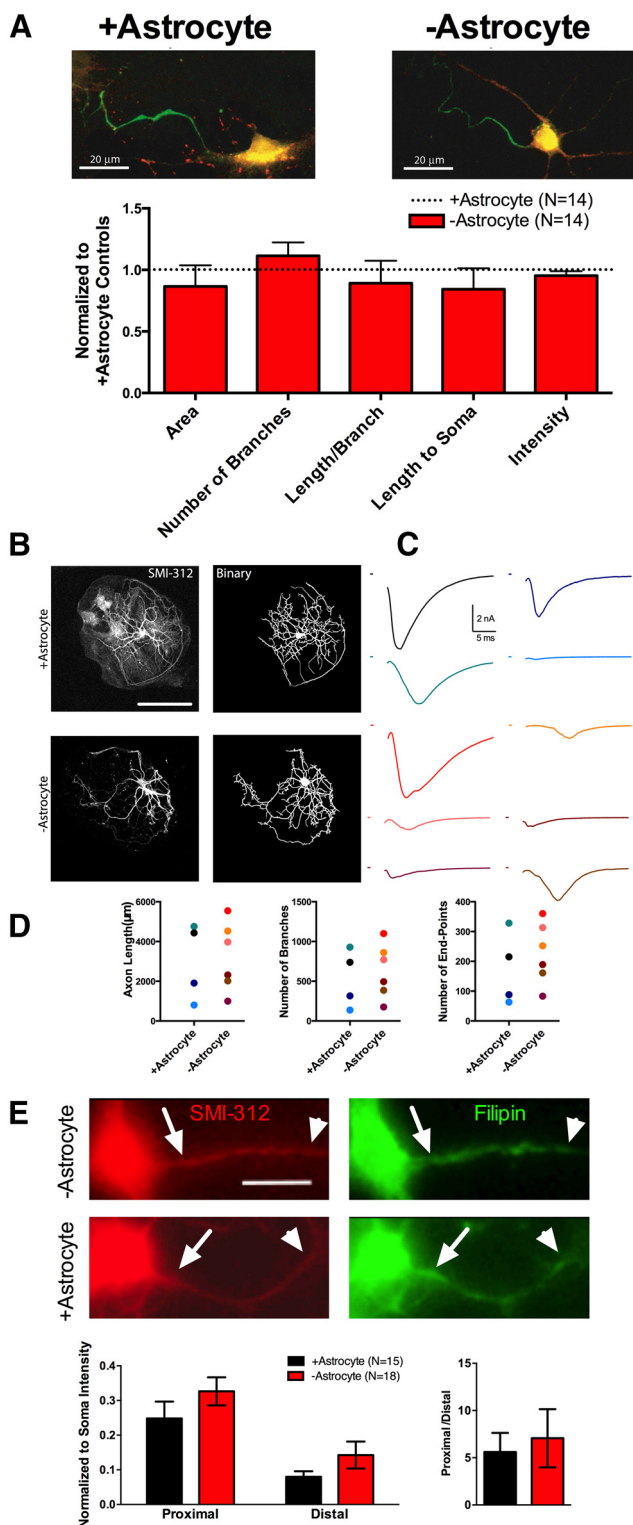 A
+Astrocyte
-Astrocyte
20 μm
20 μm
+Astrocyte (N=14)
-Astrocyte (N=14)
Normalized to
+Astrocyte Controls
1.5
1.0
0.5
0.0
Area
Number of Branches
Length/Branch
Length to Soma
Intensity
B
C
SMI-312
Binary
+Astrocyte
-Astrocyte
2 nA
5 ms
D
Axon Length(μm)
6000
4000
2000
0
+Astrocyte
-Astrocyte
Number of Branches
1500
1000
500
0
+Astrocyte
-Astrocyte
Number of End-Points
400
300
200
100
0
+Astrocyte
-Astrocyte
E
-Astrocyte
SMI-312
Filipin
+Astrocyte
+Astrocyte (N=15)
-Astrocyte (N=18)
Normalized to Soma Intensity
0.4
0.3
0.2
0.1
0.0
Proximal
Distal
Proximal/Distal
15
10
5
0